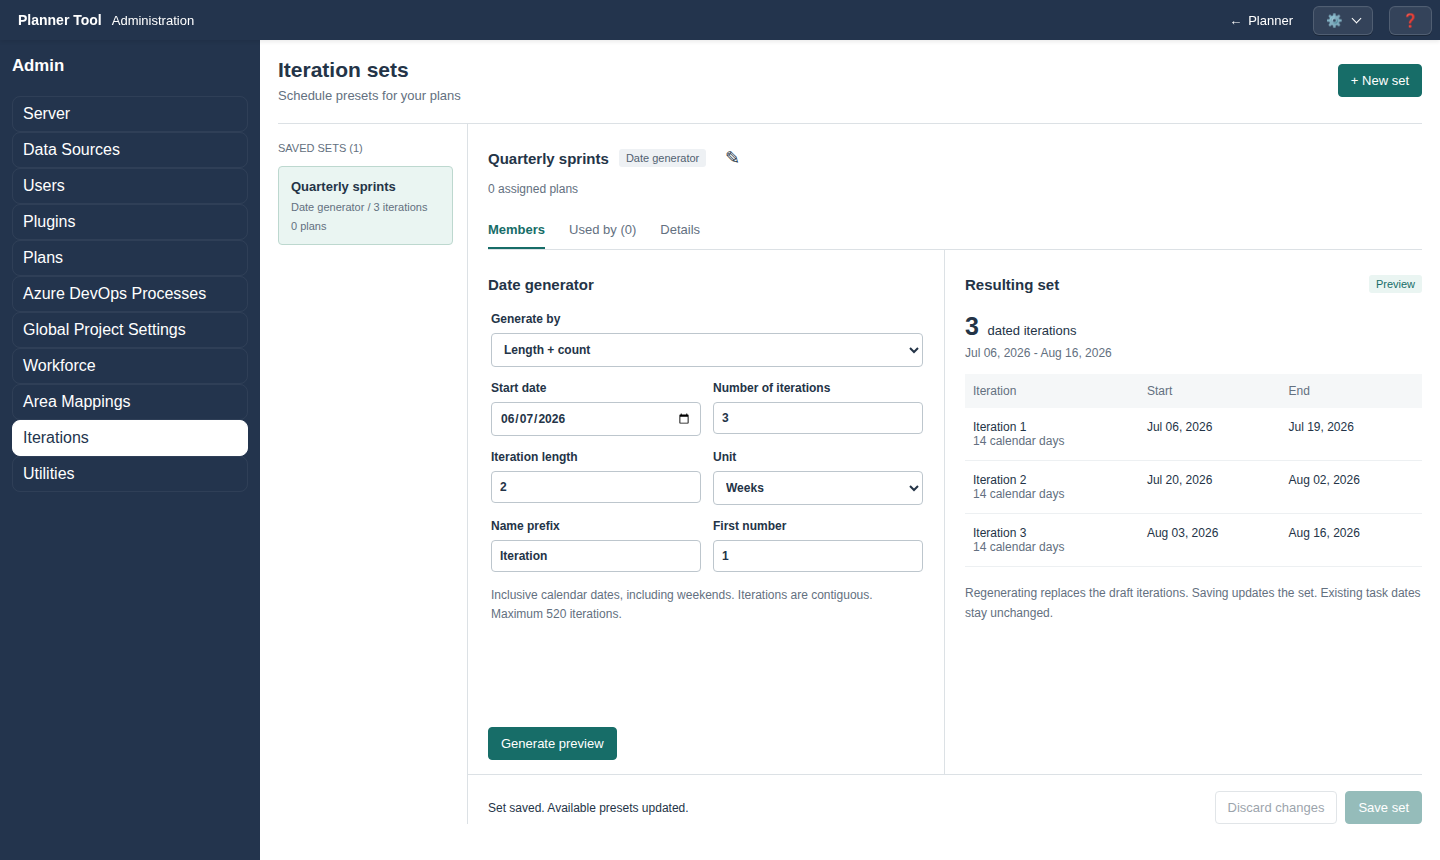 Planner Tool Administration
← Planner
Admin
Server
Data Sources
Users
Plugins
Plans
Azure DevOps Processes
Global Project Settings
Workforce
Area Mappings
Iterations
Utilities
Iteration sets
Schedule presets for your plans
+ New set
SAVED SETS (1)
Quarterly sprints
Date generator / 3 iterations
0 plans
Quarterly sprints Date generator
0 assigned plans
Members Used by (0) Details
Date generator
Generate by
Length + count
Start date Number of iterations
06/07/2026 3
Iteration length Unit
2 Weeks
Name prefix First number
Iteration 1
Inclusive calendar dates, including weekends. Iterations are contiguous.
Maximum 520 iterations.
Generate preview
Resulting set Preview
3 dated iterations
Jul 06, 2026 - Aug 16, 2026
Iteration Start End
Iteration 1 Jul 06, 2026 Jul 19, 2026
14 calendar days
Iteration 2 Jul 20, 2026 Aug 02, 2026
14 calendar days
Iteration 3 Aug 03, 2026 Aug 16, 2026
14 calendar days
Regenerating replaces the draft iterations. Saving updates the set. Existing task dates
stay unchanged.
Set saved. Available presets updated.
Discard changes Save set